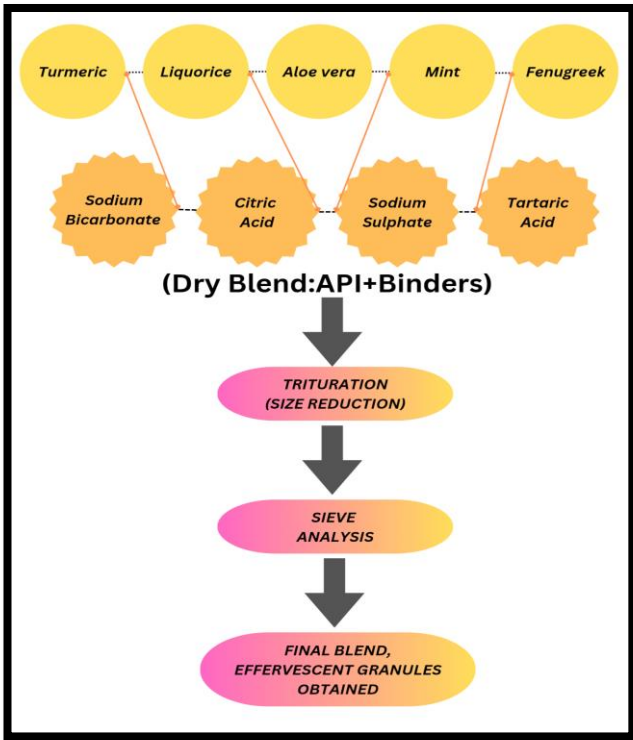 Turmeric
Liquorice
Aloe vera
Mint
Fenugreek
Sodium
Bicarbonate
Citric
Acid
Sodium
Sulphate
Tartaric
Acid
(Dry Blend:API+Binders)
TRITURATION
(SIZE REDUCTION)
SIEVE
ANALYSIS
FINAL BLEND,
EFFERVESCENT GRANULES
OBTAINED